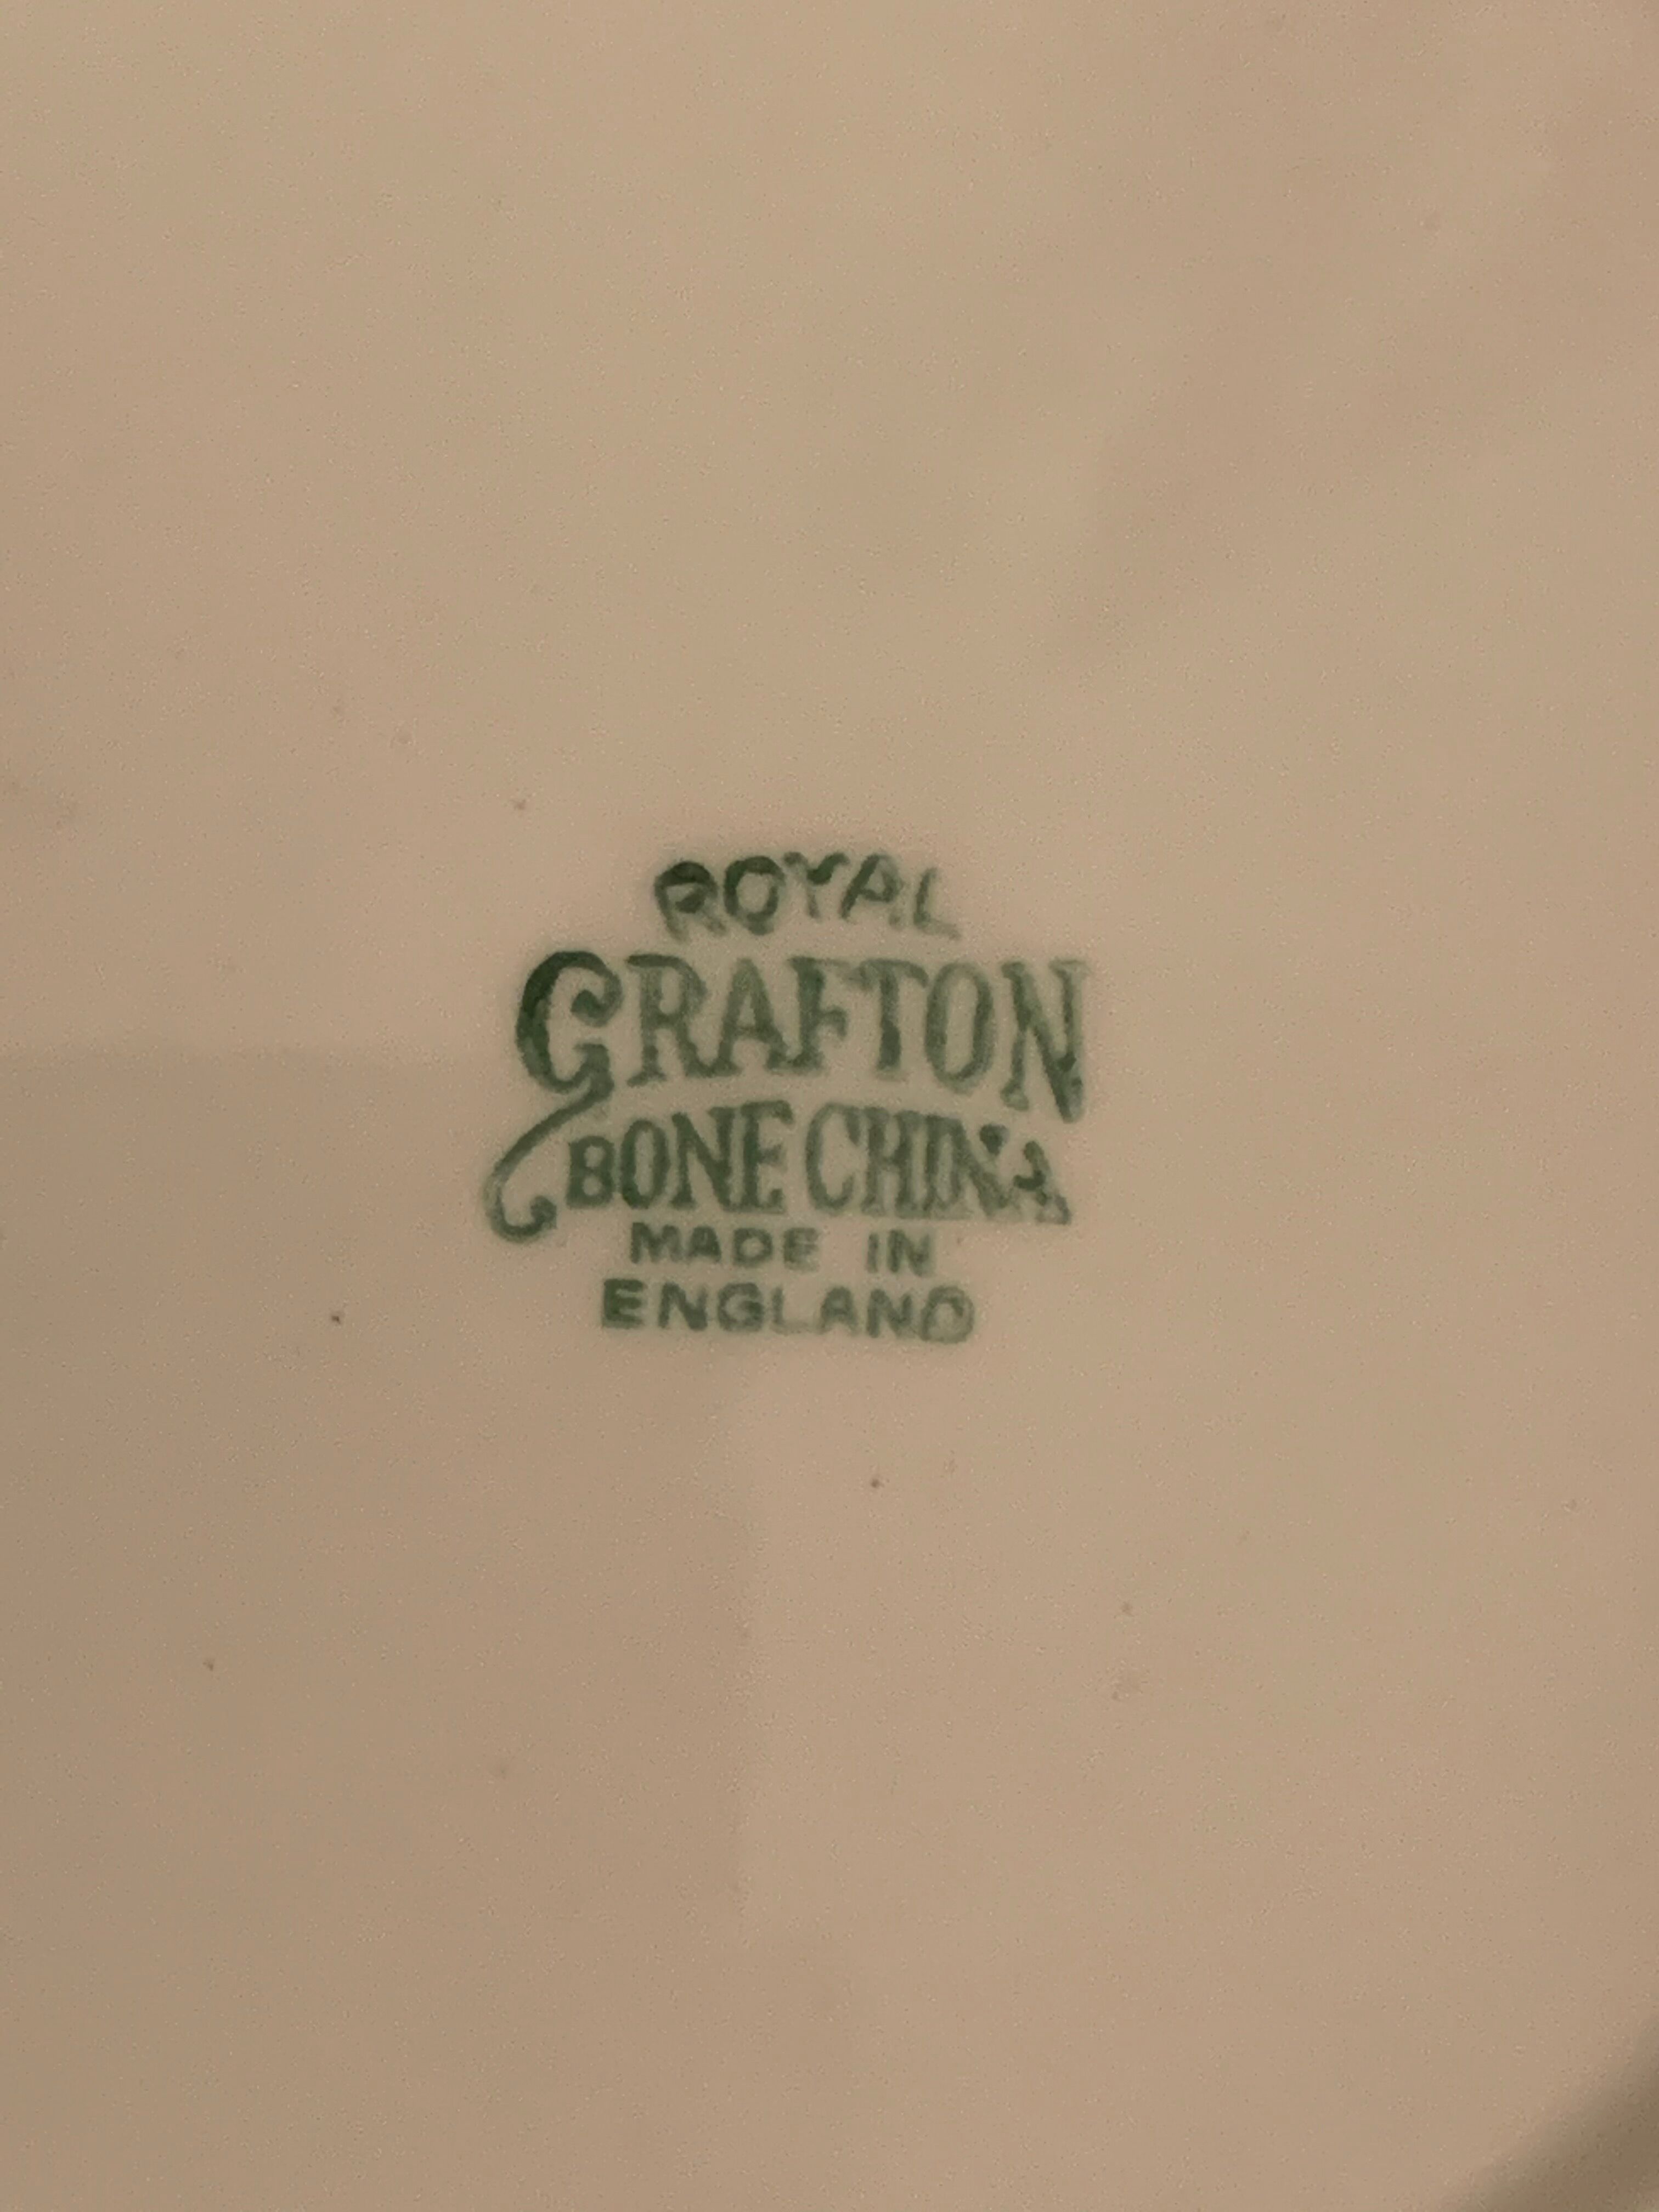 ROYAL
GRAFTON
BONE CHINA
MADE IN
ENGLAND